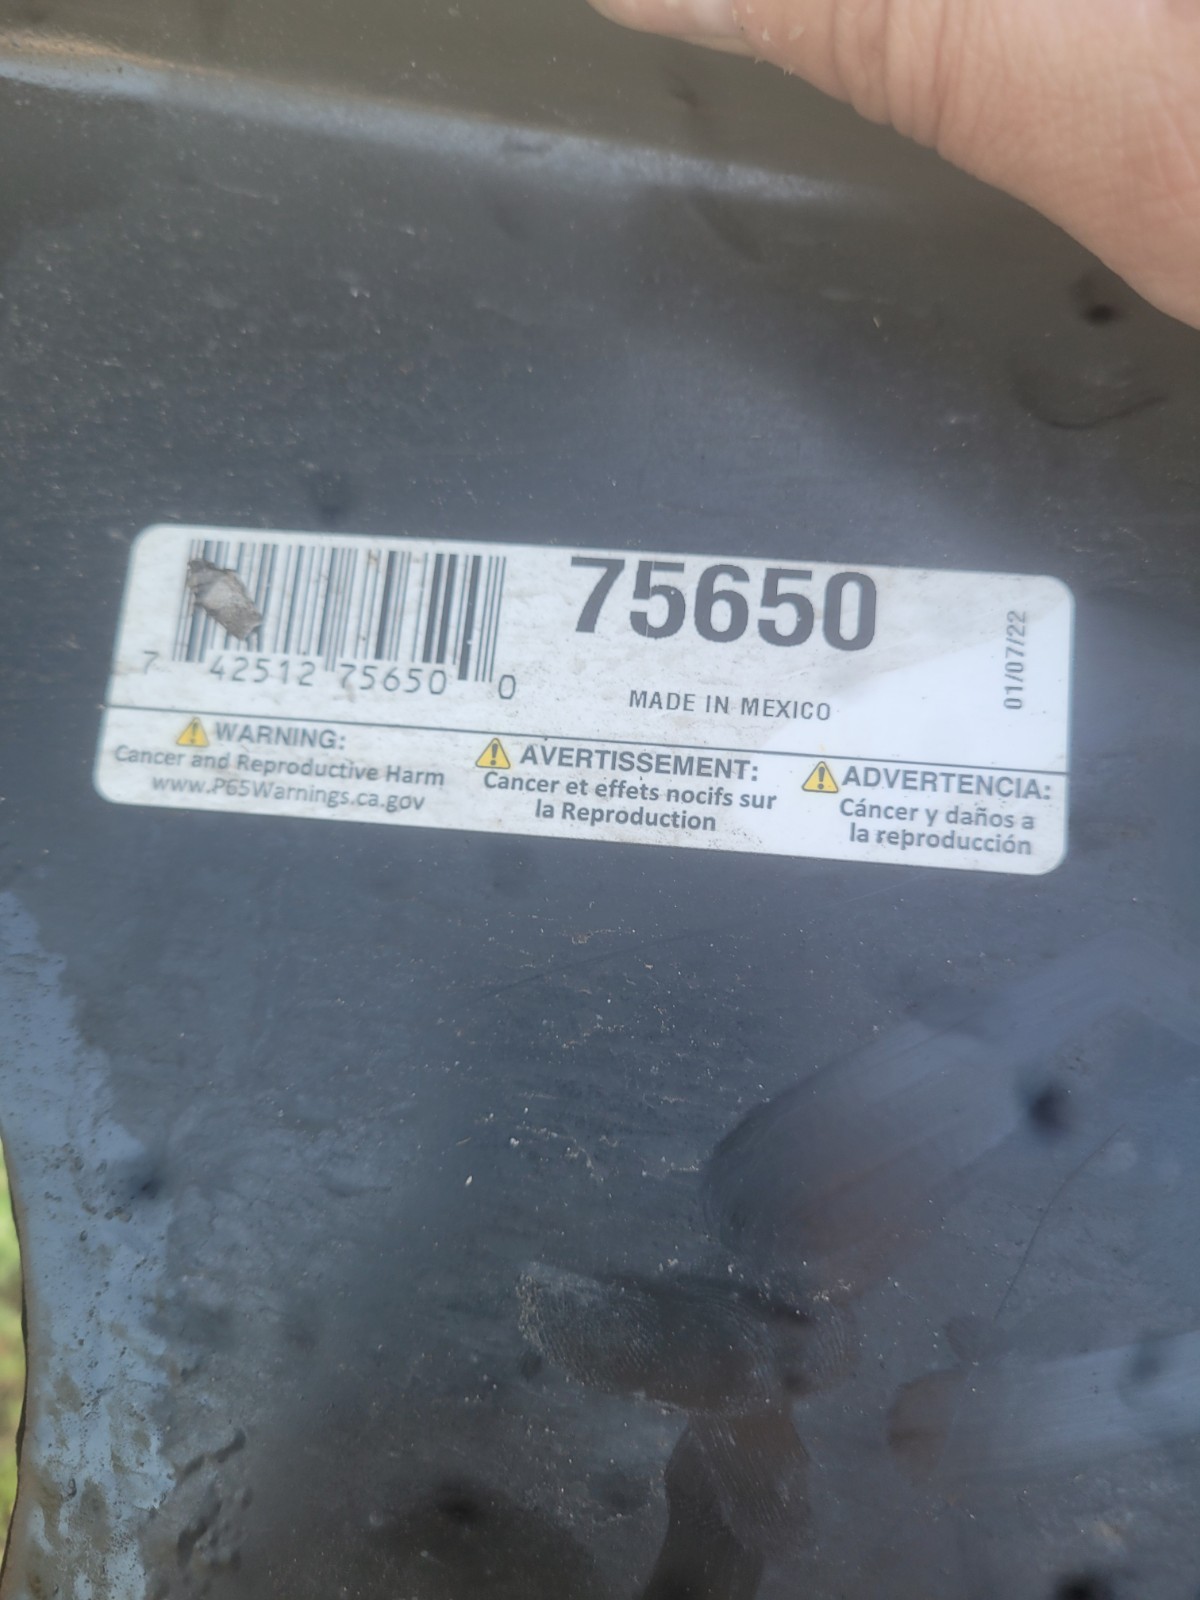 75650
7 42512 75650 0
MADE IN MEXICO
01/07/22
WARNING:
Cancer and Reproductive Harm
www.P65Warnings.ca.gov
AVERTISSEMENT:
Cancer et effets nocifs sur
la Reproduction
ADVERTENCIA:
Cáncer y daños a
la reproducción